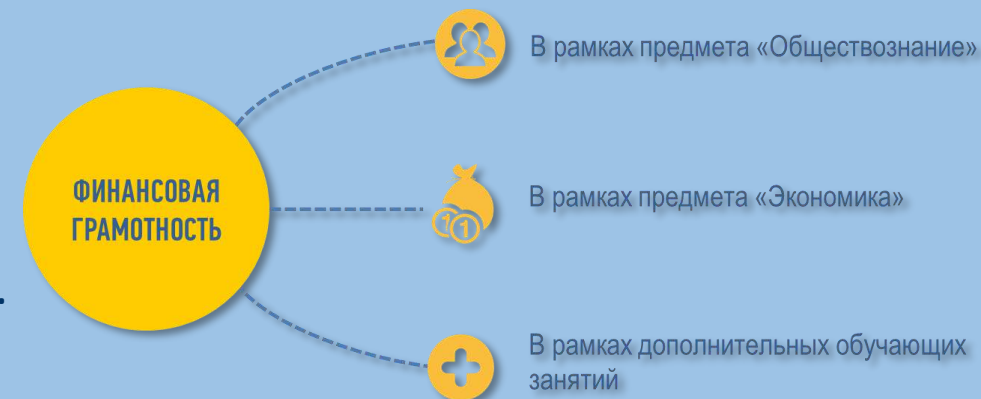 В рамках предмета «Обществознание»
ФИНАНСОВАЯ
ГРАМОТНОСТЬ
В рамках предмета «Экономика»
.
В рамках дополнительных обучающих
занятий